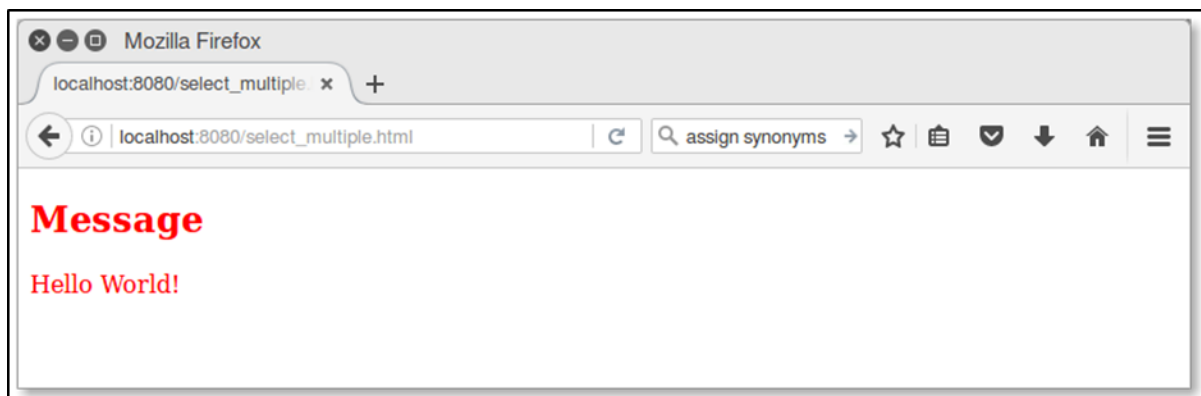 Mozilla Firefox
localhost:8080/select_multiple.
localhost:8080/select_multiple.html
assign synonyms
Message
Hello World!